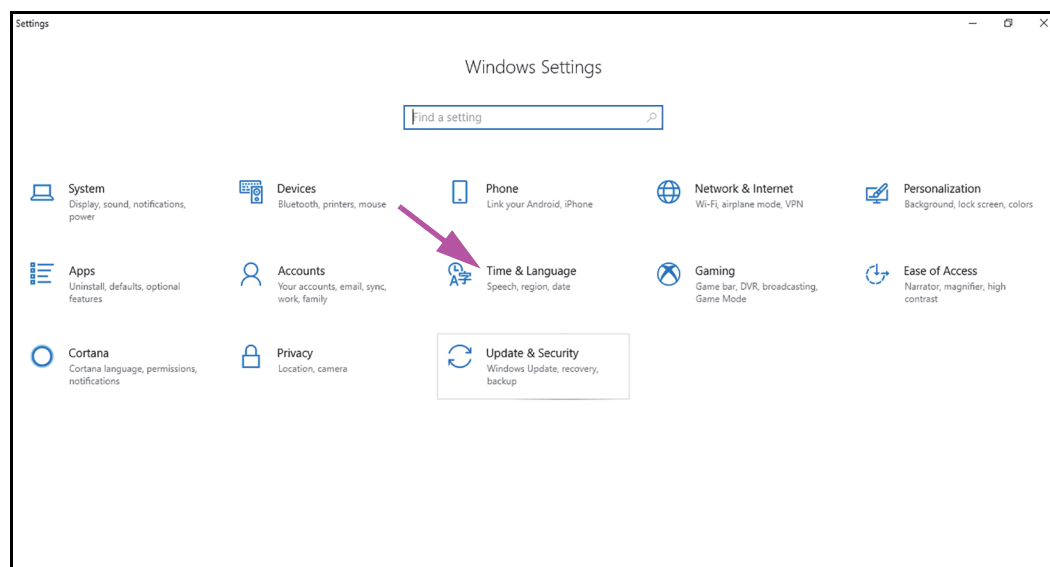 Settings
Windows Settings
Find a setting
System
Display, sound, notifications,
power
Devices
Bluetooth, printers, mouse
Phone
Link your Android, iPhone
Network & Internet
Wi-Fi, airplane mode, VPN
Personalization
Background, lock screen, colors
Apps
Uninstall, defaults, optional
features
Accounts
Your accounts, email, sync,
work, family
A字
Time & Language
Speech, region, date
Gaming
Game bar, DVR, broadcasting,
Game Mode
Ease of Access
Narrator, magnifier, high
contrast
Cortana
Cortana language, permissions,
notifications
Privacy
Location, camera
Update & Security
Windows Update, recovery,
backup